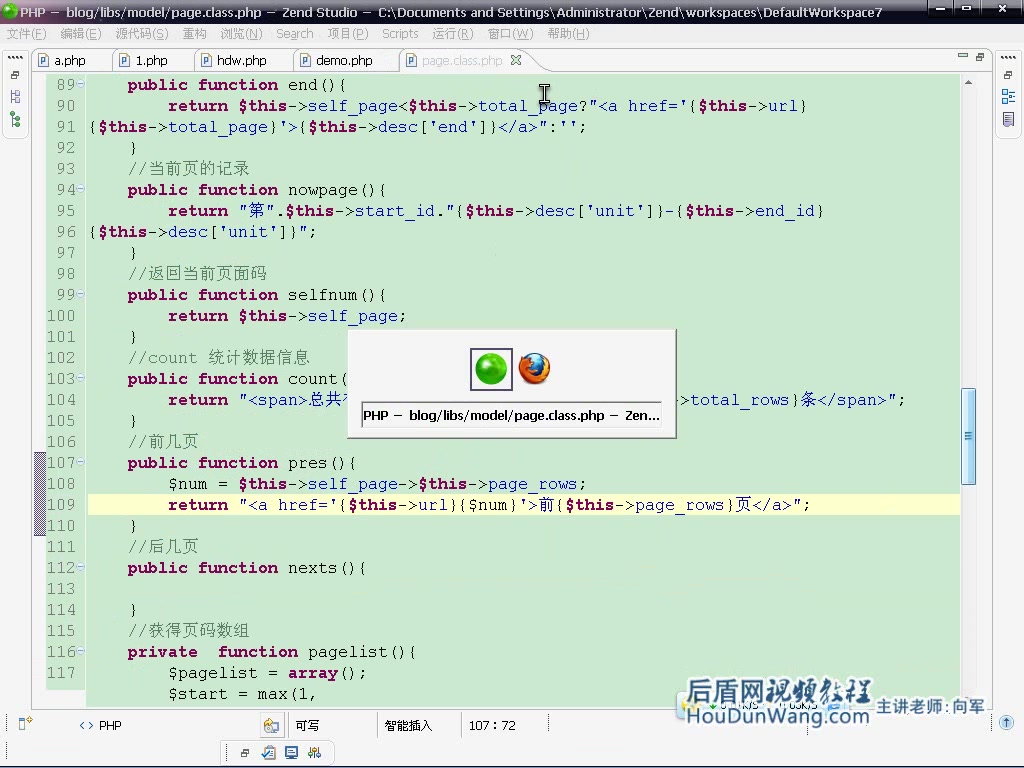 PHP - blog/libs/model/page.class.php - Zend Studio - C:\Documents and Settings\Administrator\Zend\workspaces\DefaultWorkspace7
文件(F) 编辑(E) 源代码(S) 重构 浏览(N) Search 项目(P) Scripts 运行(R) 窗口(W) 帮助(H)
a.php 1.php hdw.php demo.php page.class.php
89 public function end(){
90 return $this->self_page<$this->total_page?"<a href='{$this->url}
91 {$this->total_page}'>{$this->desc['end']}</a>":'';
92 }
93 //当前页的记录
94 public function nowpage(){
95 return "第".$this->start_id."{$this->desc['unit']}-{$this->end_id}
96 {$this->desc['unit']}";
97 }
98 //返回当前页面码
99 public function selfnum(){
100 return $this->self_page;
101 }
102 //count 统计数据信息
103 public function count(
104 return "<span>总共 >total_rows}条</span>";
105 }
PHP - blog/libs/model/page.class.php - Zen...
106 //前几页
107 public function pres(){
108 $num = $this->self_page->$this->page_rows;
109 return "<a href='{$this->url}{$num}'>前{$this->page_rows}页</a>";
110 }
111 //后几页
112 public function nexts(){
113
114 }
115 //获得页码数组
116 private function pagelist(){
117 $pagelist = array();
$start = max(1,
后盾网视频教程
HouDunWang.com 主讲老师:向军
PHP 可写 智能插入 107 : 72